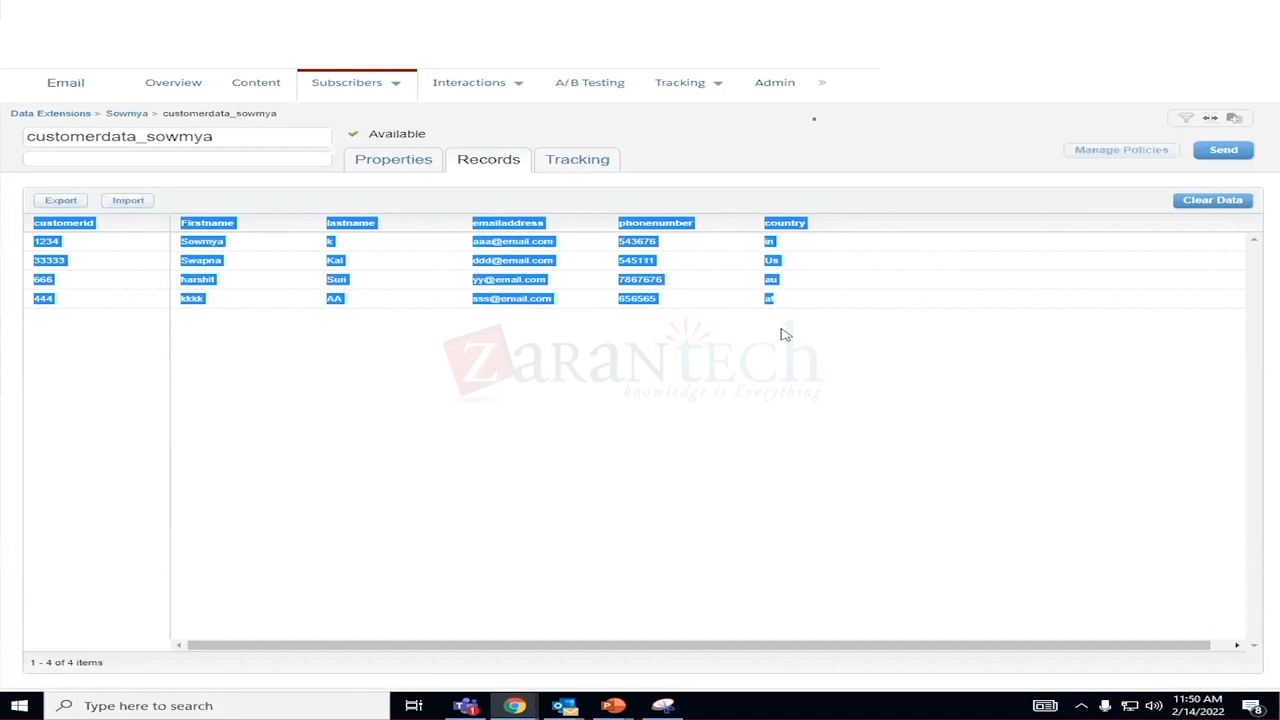 Email Overview Content Subscribers Interactions A/B Testing Tracking Admin »
Data Extensions > Sowmya > customerdata_sowmya
customerdata_sowmya Available
Properties Records Tracking Manage Policies Send
Export Import Clear Data
customerid Firstname lastname emailaddress phonenumber country
1234 Sowmya k aaa@email.com 543676 in
33333 Swapna Kal ddd@email.com 545111 Us
666 harshit Suri yy@email.com 7867676 au
444 kkkk AA sss@email.com 656565
ZARANTECH
knowledge is Everything
1 - 4 of 4 items
Type here to search 1 11:50 AM
2/14/2022 8